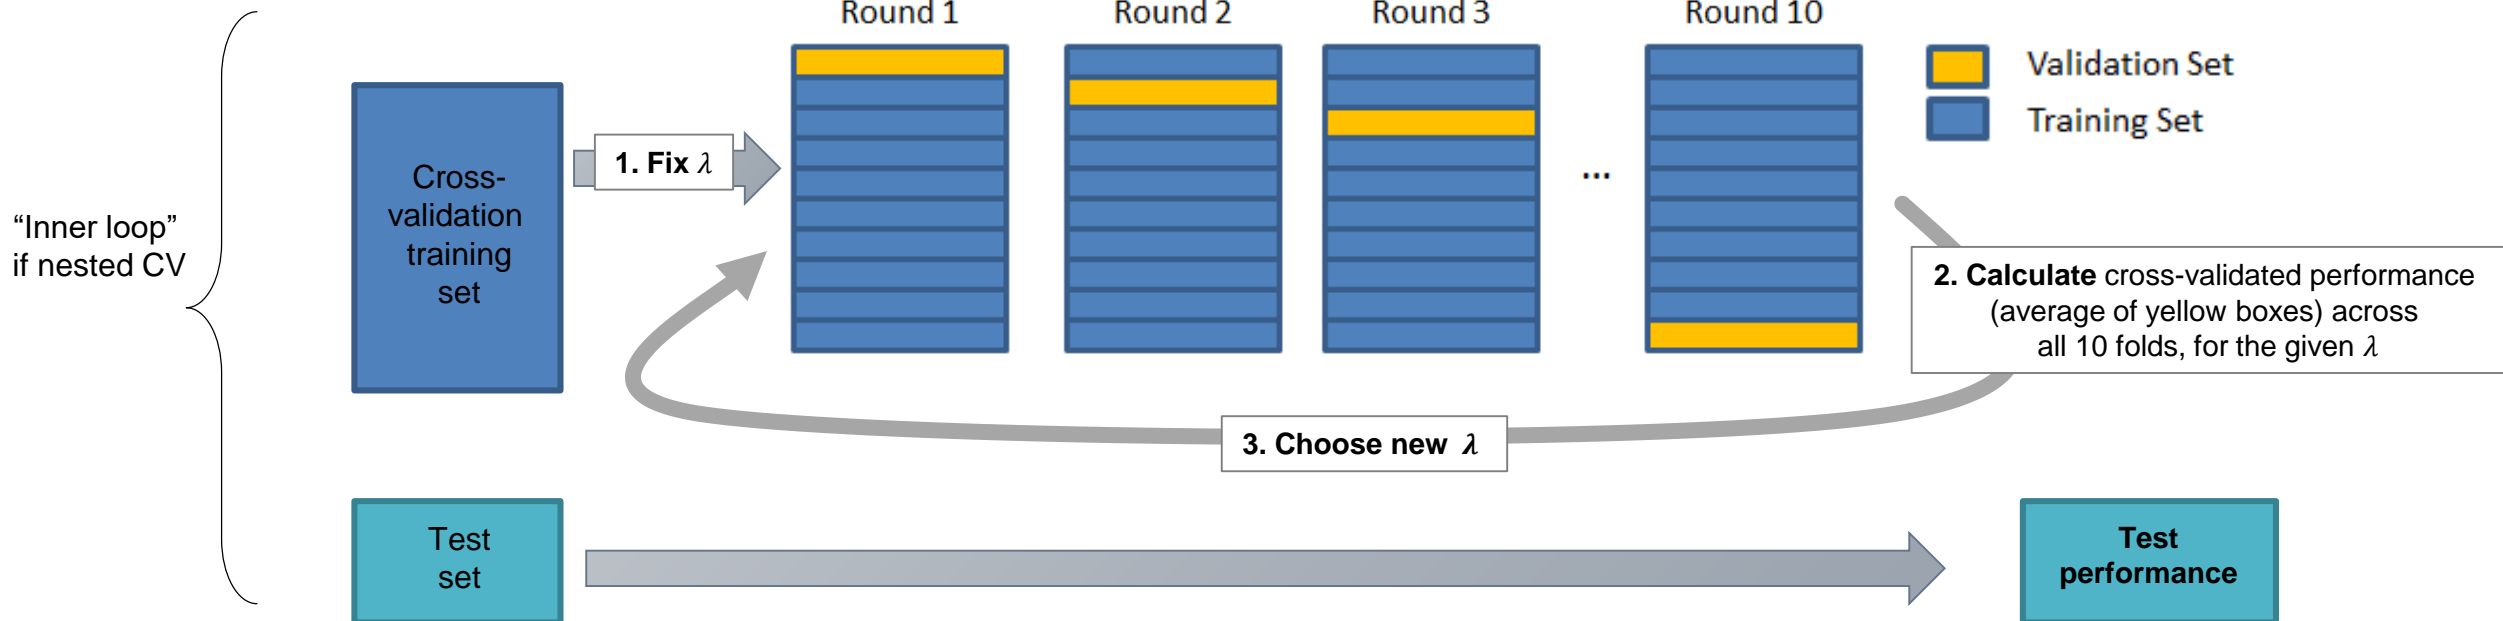 Round 1
Round 2
Round 3
Round 10
Validation Set
Training Set
Cross-
validation
training
set
1. Fix λ
...
“Inner loop”
if nested CV
2. Calculate cross-validated performance
(average of yellow boxes) across
all 10 folds, for the given λ
3. Choose new λ
Test
set
Test
performance